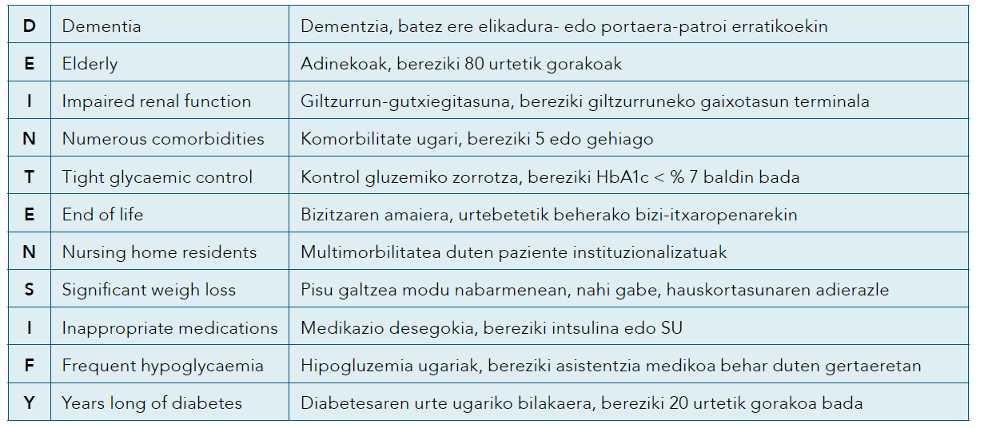 D Dementia Dementzia, batez ere elikadura- edo portaera-patroi erratikoekin
E Elderly Adinekoak, bereziki 80 urtetik gorakoak
I Impaired renal function Giltzurrun-gutxiegitasuna, bereziki giltzurruneko gaixotasun terminala
N Numerous comorbidities Komorbilitate ugari, bereziki 5 edo gehiago
T Tight glycaemic control Kontrol gluzemiko zorrotza, bereziki HbA1c < % 7 baldin bada
E End of life Bizitzaren amaiera, urtebetetik beherako bizi-itxaropenarekin
N Nursing home residents Multimorbilitatea duten paziente instituzionalizatuak
S Significant weigh loss Pisu galtzea modu nabarmenean, nahi gabe, hauskortasunaren adierazle
I Inappropriate medications Medikazio desegokia, bereziki intsulina edo SU
F Frequent hypoglycaemia Hipogluzemia ugariak, bereziki asistentzia medikoa behar duten gertaeretan
Y Years long of diabetes Diabetesaren urte ugariko bilakaera, bereziki 20 urtetik gorakoa bada